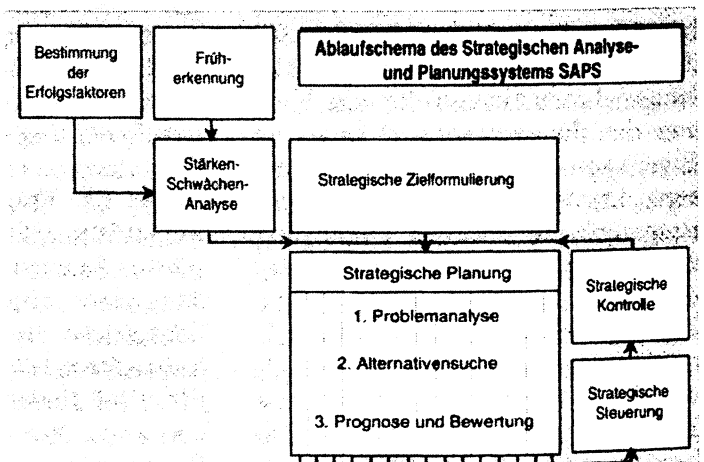 Bestimmung
der
Erfolgsfaktoren
Früh-
erkennung
Ablaufschema des Strategischen Analyse-
und Planungssystems SAPS
Stärken-
Schwächen-
Analyse
Strategische Zielformulierung
Strategische Planung
1. Problemanalyse
2. Alternativensuche
3. Prognose und Bewertung
Strategische
Kontrolle
Strategische
Steuerung